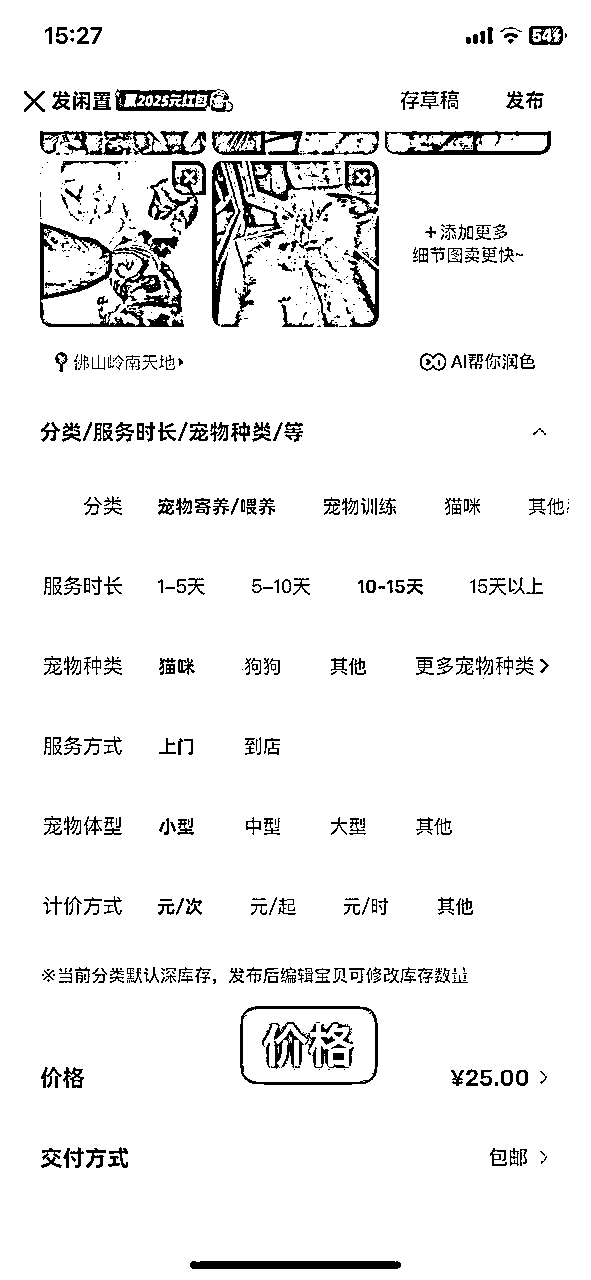 15:27
54
发闲置 赢2025元红包
存草稿 发布
+添加更多
细节图卖更快~
佛山岭南天地
AI帮你润色
分类/服务时长/宠物种类/等
分类 宠物寄养/喂养 宠物训练 猫咪 其他
服务时长 1-5天 5-10天 10-15天 15天以上
宠物种类 猫咪 狗狗 其他 更多宠物种类
服务方式 上门 到店
宠物体型 小型 中型 大型 其他
计价方式 元/次 元/起 元/时 其他
※当前分类默认深库存，发布后编辑宝贝可修改库存数量
价格
价格 ¥25.00
交付方式 包邮